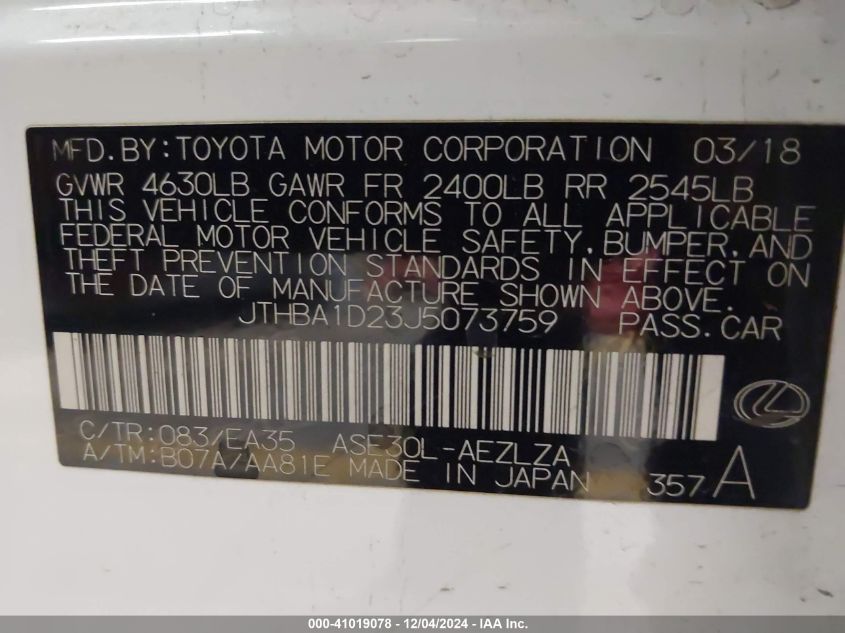 MFD.BY:TOYOTA MOTOR CORPORATION 03/18
GVWR 4630LB GAWR FR 2400LB RR 2545LB
THIS VEHICLE CONFORMS TO ALL APPLICABLE
FEDERAL MOTOR VEHICLE SAFETY, BUMPER, AND
THEFT PREVENTION STANDARDS IN EFFECT ON
THE DATE OF MANUFACTURE SHOWN ABOVE.
JTHBA1D23J5073759 PASS.CAR
C/TR:083/EA35 ASE30L-AEZLZA
A/TM:B07A/AA81E MADE IN JAPAN 357 A
000-41019078 - 12/04/2024 - IAA Inc.